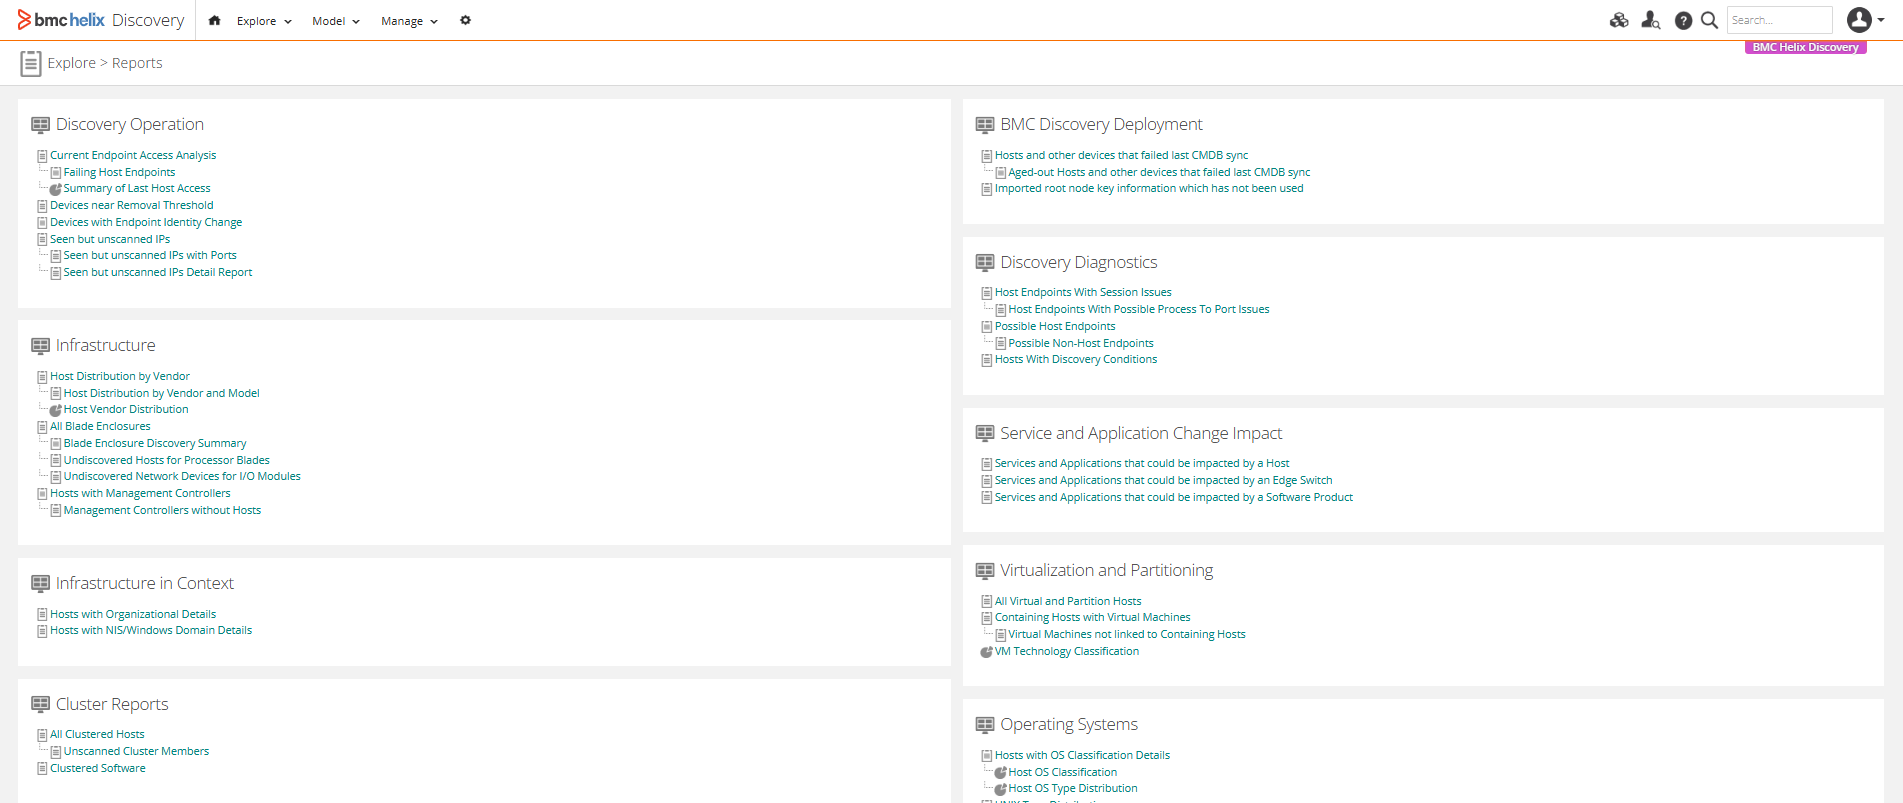 bmchelix Discovery Explore Model Manage Search...
BMC Helix Discovery
Explore > Reports
Discovery Operation
Current Endpoint Access Analysis
Failing Host Endpoints
Summary of Last Host Access
Devices near Removal Threshold
Devices with Endpoint Identity Change
Seen but unscanned IPs
Seen but unscanned IPs with Ports
Seen but unscanned IPs Detail Report
Infrastructure
Host Distribution by Vendor
Host Distribution by Vendor and Model
Host Vendor Distribution
All Blade Enclosures
Blade Enclosure Discovery Summary
Undiscovered Hosts for Processor Blades
Undiscovered Network Devices for I/O Modules
Hosts with Management Controllers
Management Controllers without Hosts
Infrastructure in Context
Hosts with Organizational Details
Hosts with NIS/Windows Domain Details
Cluster Reports
All Clustered Hosts
Unscanned Cluster Members
Clustered Software
BMC Discovery Deployment
Hosts and other devices that failed last CMDB sync
Aged-out Hosts and other devices that failed last CMDB sync
Imported root node key information which has not been used
Discovery Diagnostics
Host Endpoints With Session Issues
Host Endpoints With Possible Process To Port Issues
Possible Host Endpoints
Possible Non-Host Endpoints
Hosts With Discovery Conditions
Service and Application Change Impact
Services and Applications that could be impacted by a Host
Services and Applications that could be impacted by an Edge Switch
Services and Applications that could be impacted by a Software Product
Virtualization and Partitioning
All Virtual and Partition Hosts
Containing Hosts with Virtual Machines
Virtual Machines not linked to Containing Hosts
VM Technology Classification
Operating Systems
Hosts with OS Classification Details
Host OS Classification
Host OS Type Distribution